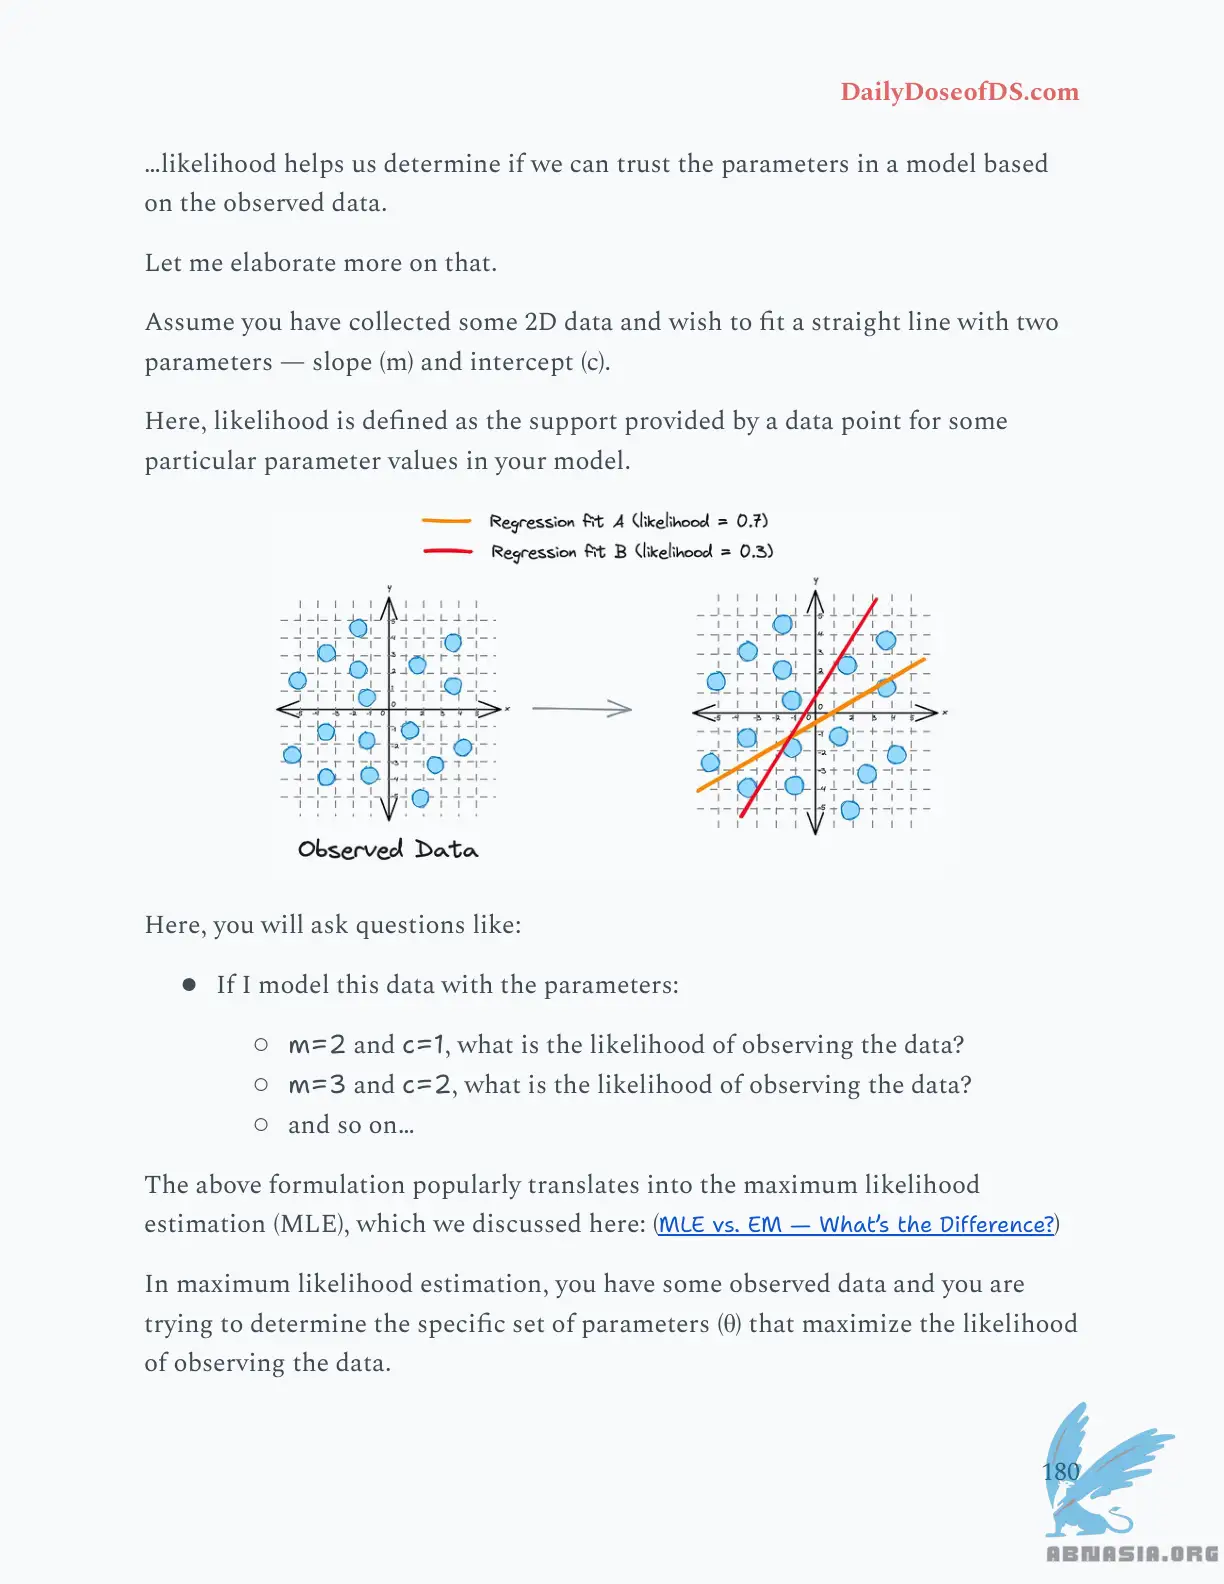 DailyDoseofDS.com
…likelihood helps us determine if we can trust the parameters in a model based
on the observed data.
Let me elaborate more on that.
Assume you have collected some 2D data and wish to fit a straight line with two
parameters — slope (m) and intercept (c).
Here, likelihood is defined as the support provided by a data point for some
particular parameter values in your model.
Regression fit A (likelihood = 0.7)
Regression fit B (likelihood = 0.3)
y
x
y
x
Observed Data
Here, you will ask questions like:
● If I model this data with the parameters:
○ m=2 and c=1, what is the likelihood of observing the data?
○ m=3 and c=2, what is the likelihood of observing the data?
○ and so on…
The above formulation popularly translates into the maximum likelihood
estimation (MLE), which we discussed here: (MLE vs. EM — What's the Difference?)
In maximum likelihood estimation, you have some observed data and you are
trying to determine the specific set of parameters (θ) that maximize the likelihood
of observing the data.
180
ABNASIA.ORG